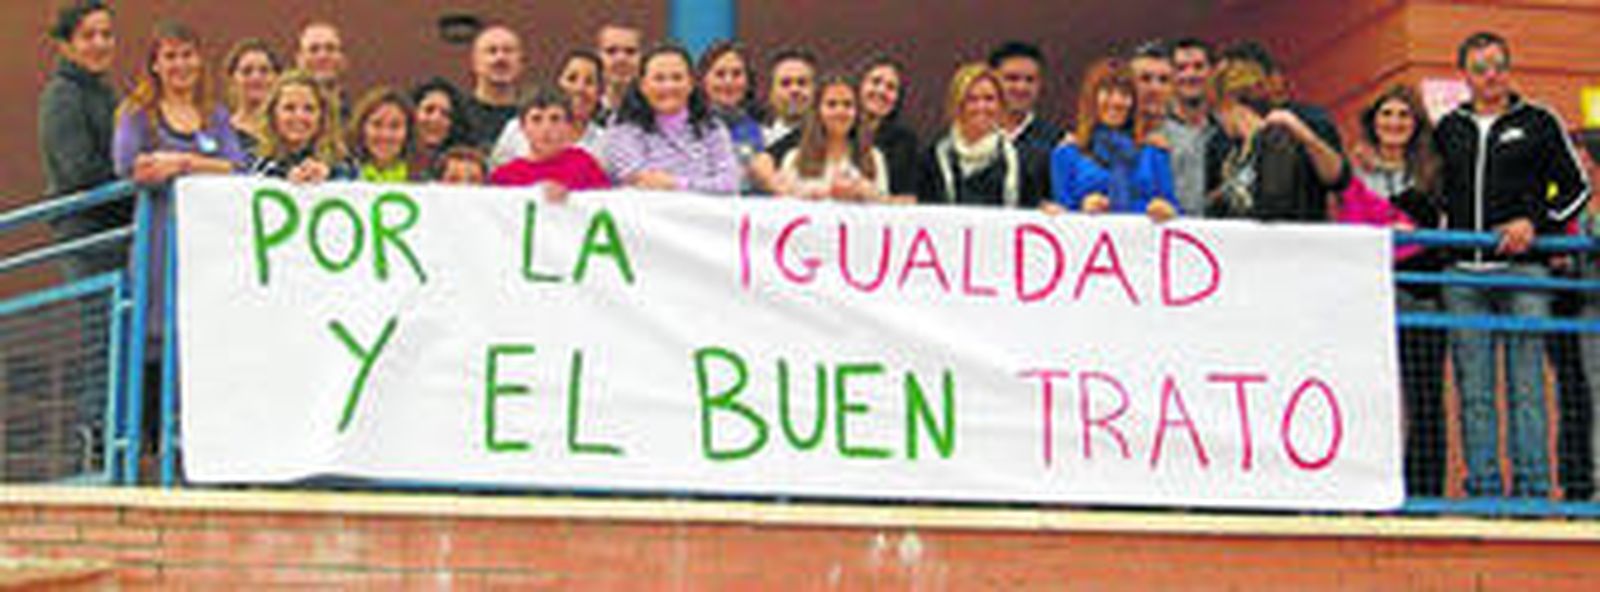 POR LA IGUALDAD
Y EL BUEN TRATO